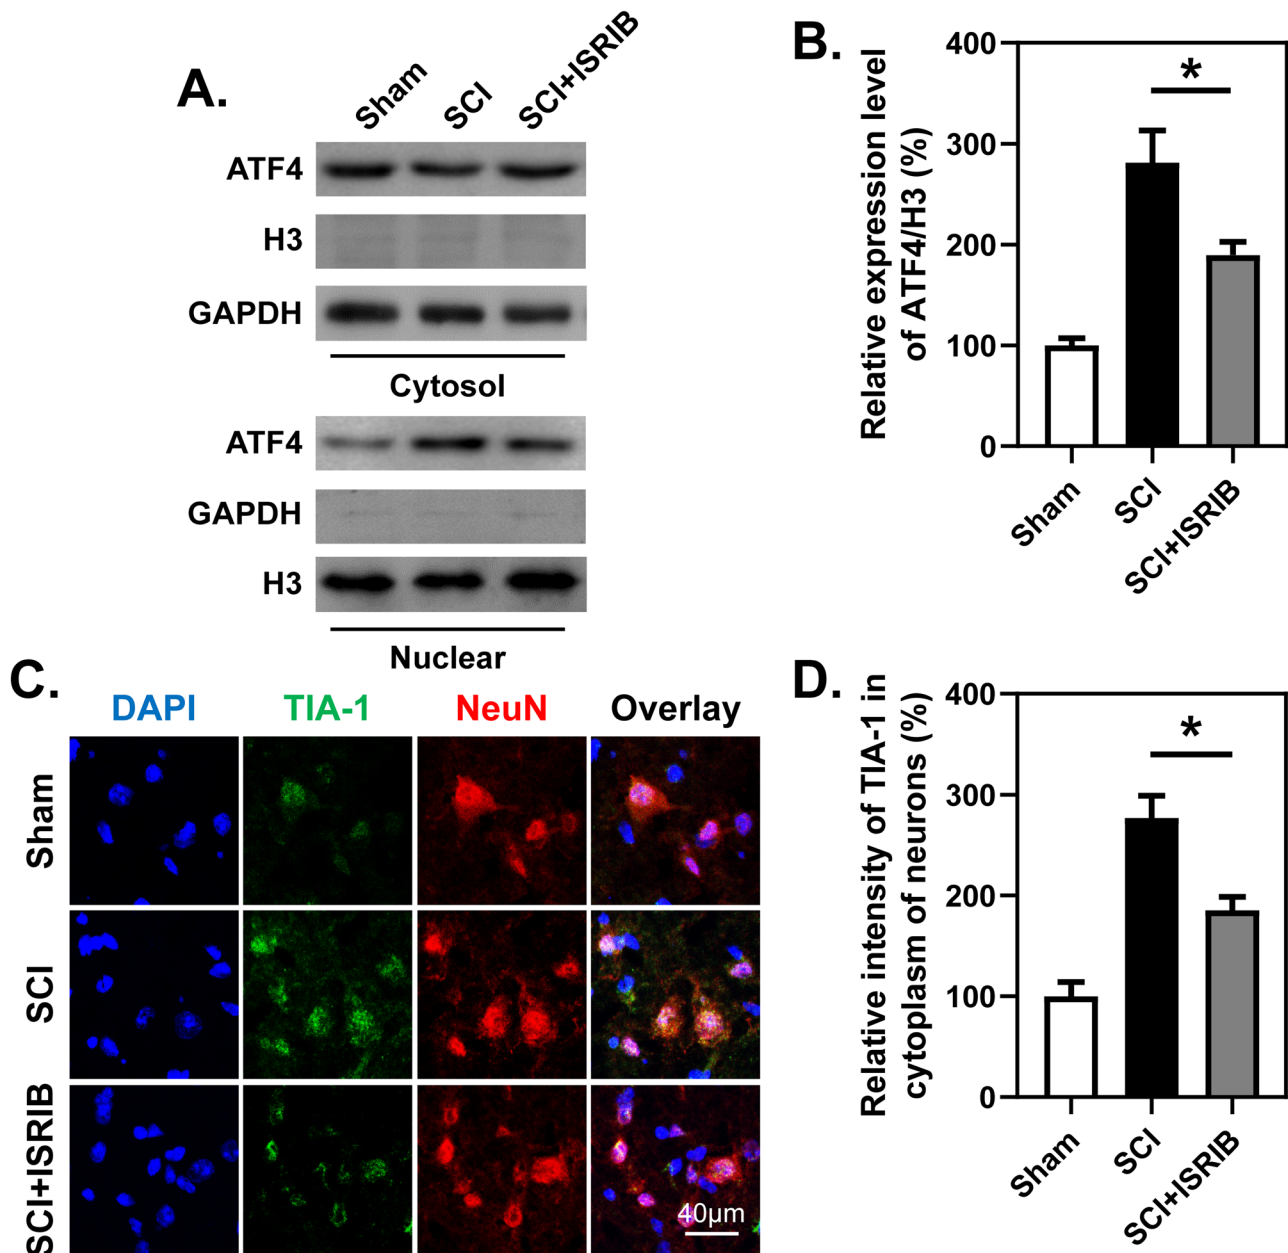 A.
Sham
SCI
SCI+ISRIB
ATF4
H3
GAPDH
Cytosol
ATF4
GAPDH
H3
Nuclear
B.
Relative expression level
of ATF4/H3 (%)
400
300
200
100
0
*
Sham
SCI
SCI+ISRIB
C.
DAPI
TIA-1
NeuN
Overlay
Sham
SCI
SCI+ISRIB
40μm
D.
Relative intensity of TIA-1 in
cytoplasm of neurons (%)
400
300
200
100
0
*
Sham
SCI
SCI+ISRIB